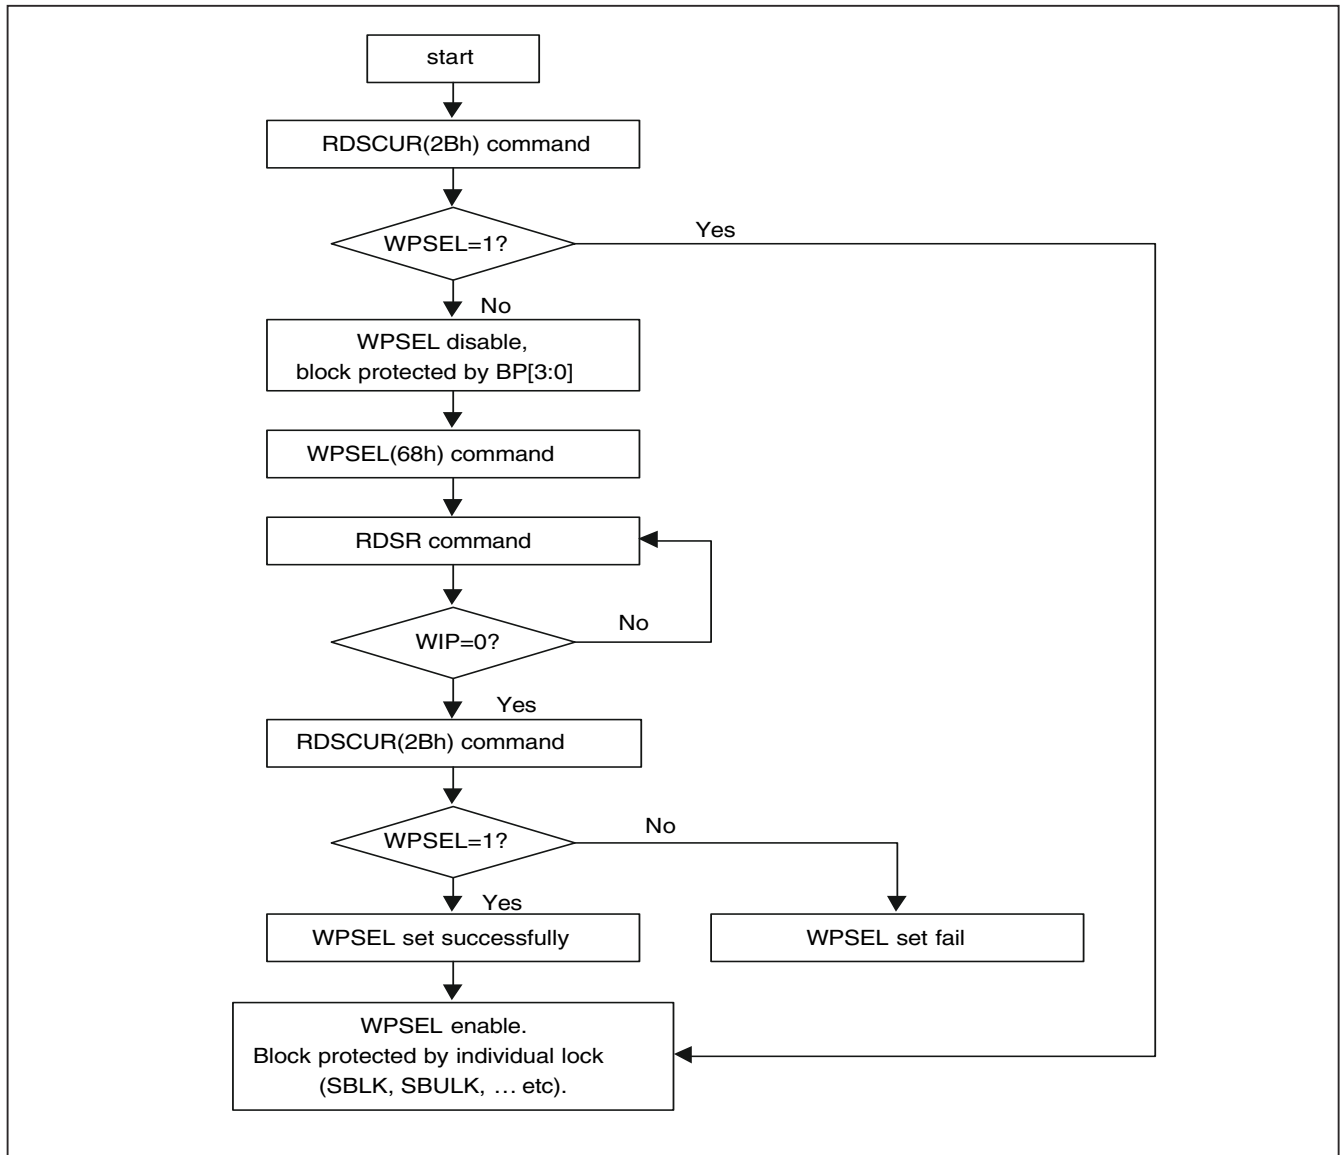 start
RDSCUR(2Bh) command
WPSEL=1?
Yes
No
WPSEL disable,
block protected by BP[3:0]
WPSEL(68h) command
RDSR command
WIP=0?
No
Yes
RDSCUR(2Bh) command
WPSEL=1?
No
Yes
WPSEL set successfully
WPSEL set fail
WPSEL enable.
Block protected by individual lock
(SBLK, SBULK, … etc).